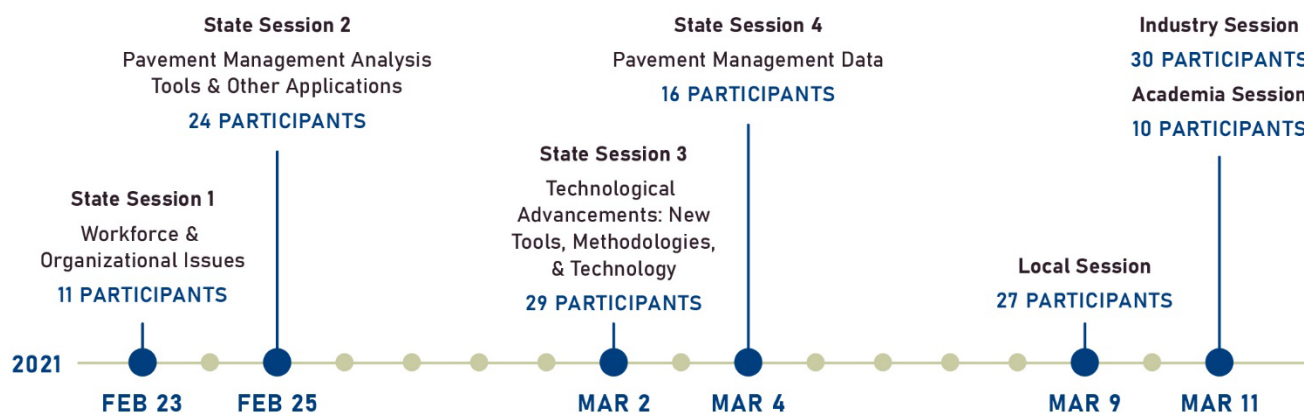 State Session 1
Workforce &
Organizational Issues
11 PARTICIPANTS
State Session 2
Pavement Management Analysis
Tools & Other Applications
24 PARTICIPANTS
State Session 3
Technological
Advancements: New
Tools, Methodologies,
& Technology
29 PARTICIPANTS
State Session 4
Pavement Management Data
16 PARTICIPANTS
Local Session
27 PARTICIPANTS
Industry Session
30 PARTICIPANTS
Academia Session
10 PARTICIPANTS
2021
FEB 23
FEB 25
MAR 2
MAR 4
MAR 9
MAR 11